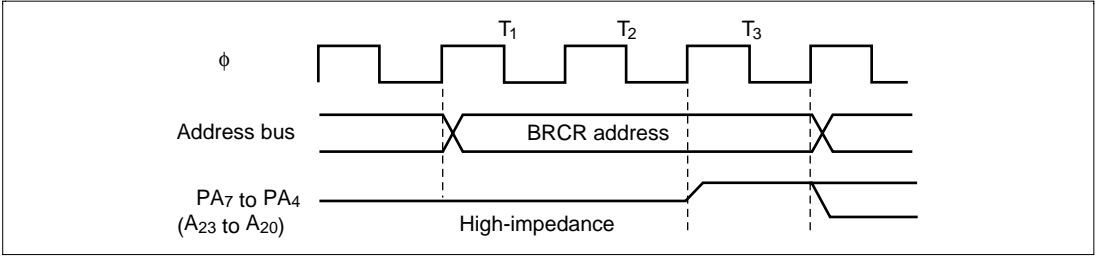 T1 T2 T3
ϕ
Address bus
BRCR address
PA7 to PA4
(A23 to A20)
High-impedance